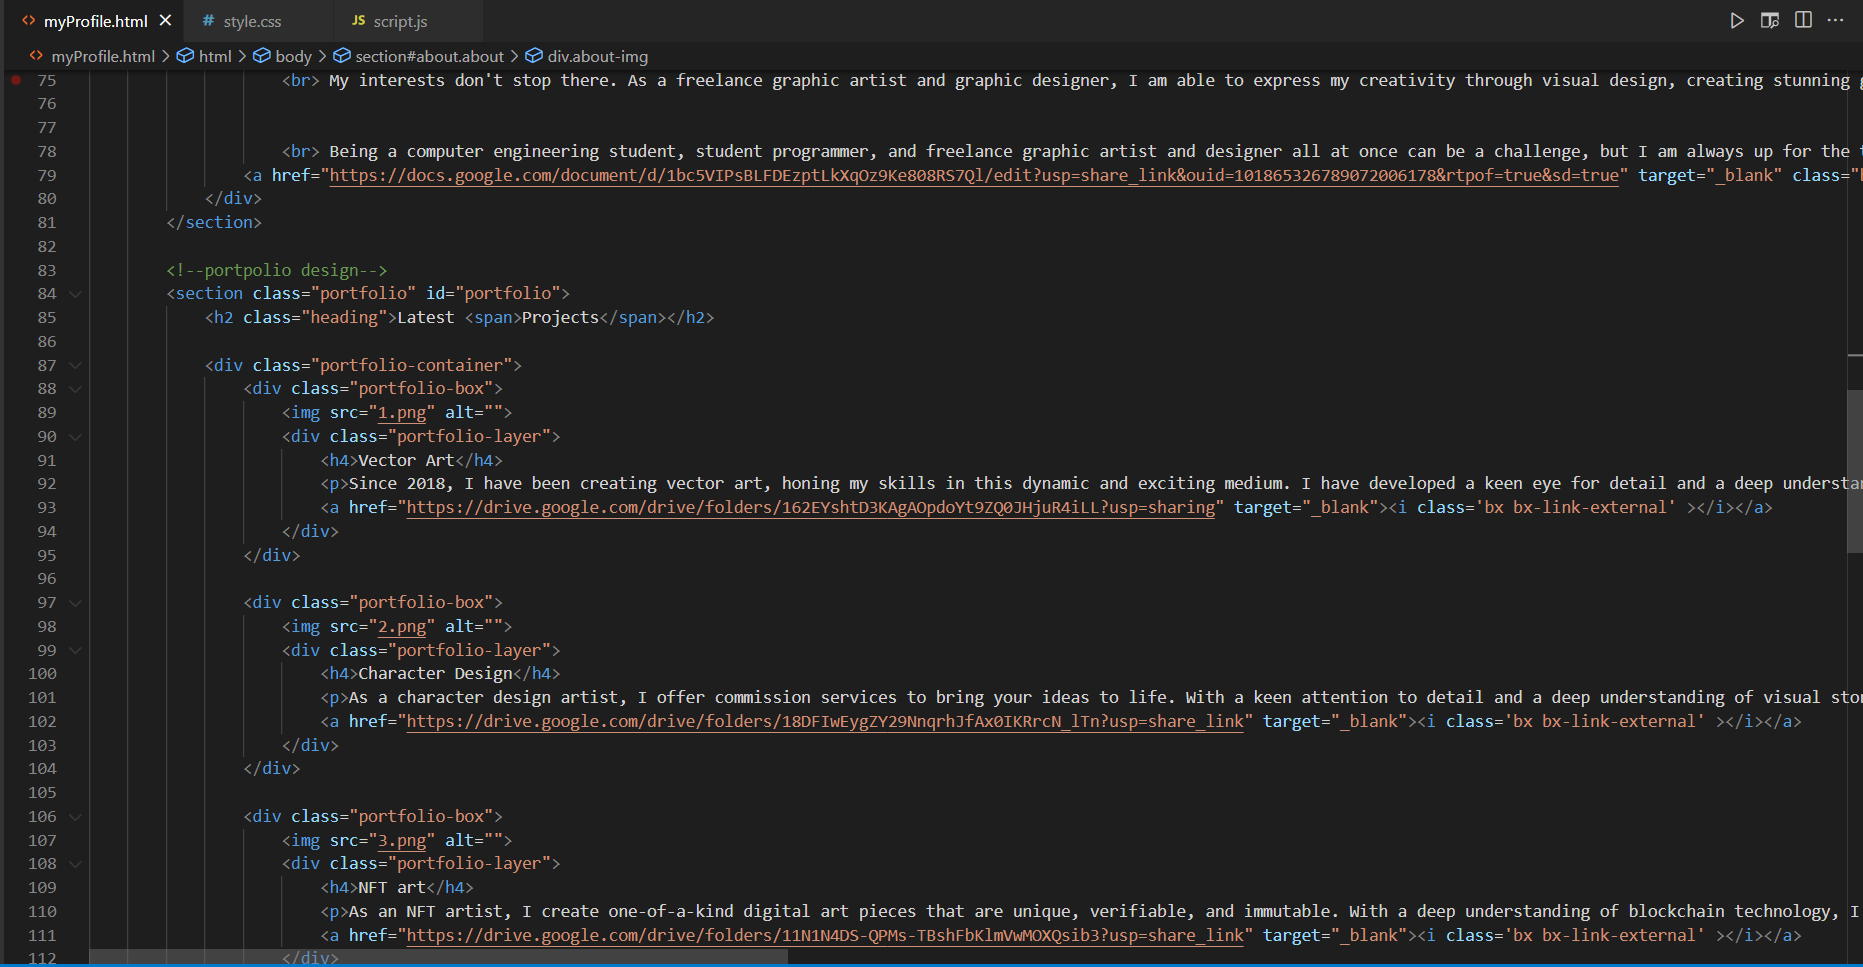 myProfile.html
# style.css
JS script.js
myProfile.html > html > body > section#about.about > div.about-img
75 <br> My interests don't stop there. As a freelance graphic artist and graphic designer, I am able to express my creativity through visual design, creating stunning g
76
77
78 <br> Being a computer engineering student, student programmer, and freelance graphic artist and designer all at once can be a challenge, but I am always up for the t
79 <a href="https://docs.google.com/document/d/1bc5VIPsBLFDEzptLkXqOz9Ke808RS7Ql/edit?usp=share_link&ouid=101865326789072006178&rtpof=true&sd=true" target="_blank" class="b
80 </div>
81 </section>
82
83 <!--portpolio design-->
84 <section class="portfolio" id="portfolio">
85 <h2 class="heading">Latest <span>Projects</span></h2>
86
87 <div class="portfolio-container">
88 <div class="portfolio-box">
89 <img src="1.png" alt="">
90 <div class="portfolio-layer">
91 <h4>Vector Art</h4>
92 <p>Since 2018, I have been creating vector art, honing my skills in this dynamic and exciting medium. I have developed a keen eye for detail and a deep understan
93 <a href="https://drive.google.com/drive/folders/162EYshtD3KAgAOpdoYt9ZQ0JHjuR4iLL?usp=sharing" target="_blank"><i class='bx bx-link-external' ></i></a>
94 </div>
95 </div>
96
97 <div class="portfolio-box">
98 <img src="2.png" alt="">
99 <div class="portfolio-layer">
100 <h4>Character Design</h4>
101 <p>As a character design artist, I offer commission services to bring your ideas to life. With a keen attention to detail and a deep understanding of visual stor
102 <a href="https://drive.google.com/drive/folders/18DFIwEygZY29NnqrhJfAx0IKRrcN_lTn?usp=share_link" target="_blank"><i class='bx bx-link-external' ></i></a>
103 </div>
104 </div>
105
106 <div class="portfolio-box">
107 <img src="3.png" alt="">
108 <div class="portfolio-layer">
109 <h4>NFT art</h4>
110 <p>As an NFT artist, I create one-of-a-kind digital art pieces that are unique, verifiable, and immutable. With a deep understanding of blockchain technology, I
111 <a href="https://drive.google.com/drive/folders/11N1N4DS-QPMs-TBshFbKlmVwMOXQsib3?usp=share_link" target="_blank"><i class='bx bx-link-external' ></i></a>
112 </div>